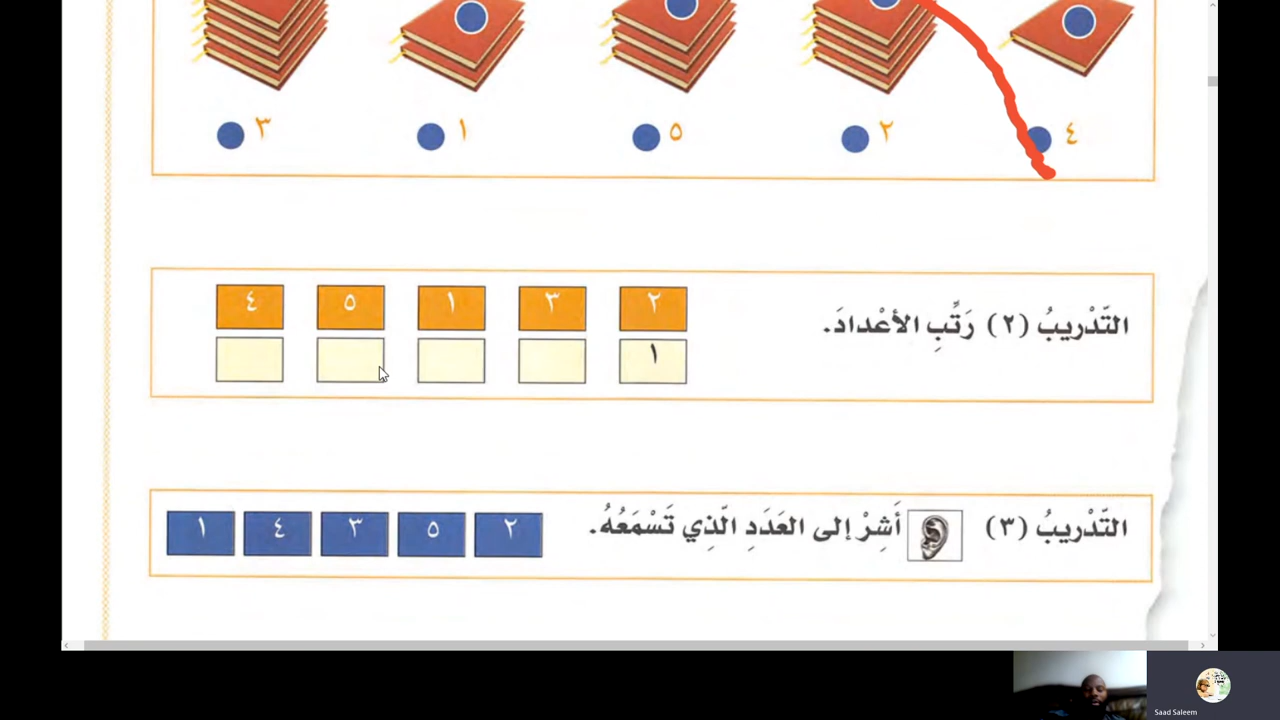 ٤ ٢ ٥ ١ ٣
التّدْريبُ (٢) رَتِّبِ الأعْدادَ.
٢ ٣ ١ ٥ ٤
١
التّدْريبُ (٣) أَشِرْ إلى العَدَدِ الّذِي تَسْمَعُهُ.
٢ ٥ ٣ ٤ ١
Saad Saleem